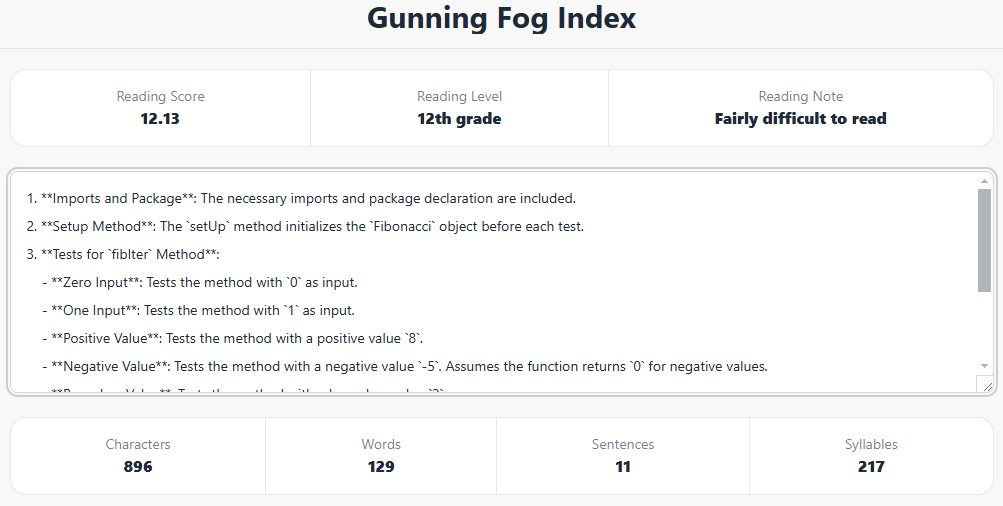 Gunning Fog Index
Reading Score
12.13
Reading Level
12th grade
Reading Note
Fairly difficult to read
1. **Imports and Package**: The necessary imports and package declaration are included.
2. **Setup Method**: The `setUp` method initializes the `Fibonacci` object before each test.
3. **Tests for `fibIter` Method**:
- **Zero Input**: Tests the method with `0` as input.
- **One Input**: Tests the method with `1` as input.
- **Positive Value**: Tests the method with a positive value `8`.
- **Negative Value**: Tests the method with a negative value `-5`. Assumes the function returns `0` for negative values.
Characters
896
Words
129
Sentences
11
Syllables
217